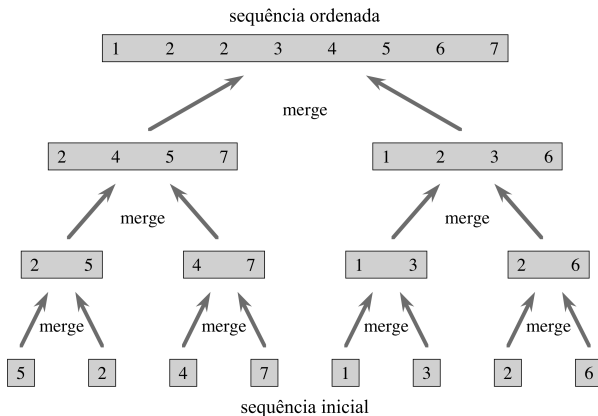 sequência ordenada
1 2 2 3 4 5 6 7
merge
2 4 5 7 1 2 3 6
merge merge
2 5 4 7 1 3 2 6
merge merge merge merge
5 2 4 7 1 3 2 6
sequência inicial